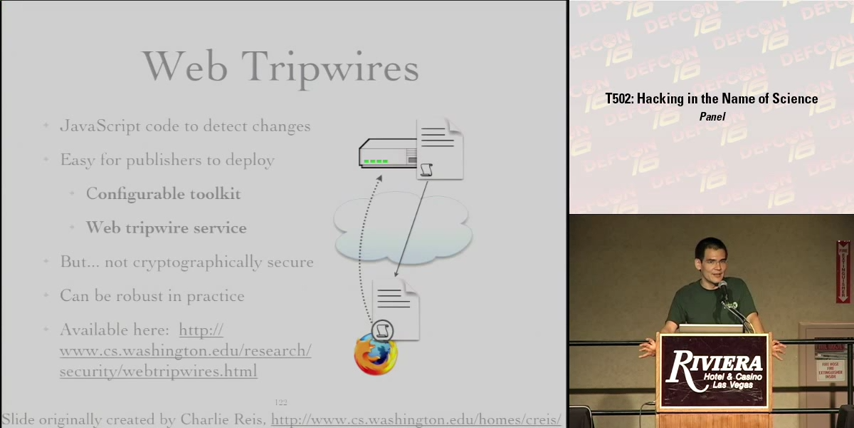 Web Tripwires
• JavaScript code to detect changes
• Easy for publishers to deploy
• Configurable toolkit
• Web tripwire service
• But... not cryptographically secure
• Can be robust in practice
• Available here: http://
www.cs.washington.edu/research/
security/webtripwires.html
122
Slide originally created by Charlie Reis, http://www.cs.washington.edu/homes/creis/
DEFCON
16
T502: Hacking in the Name of Science
Panel
RIVIERA
Hotel & Casino
Las Vegas